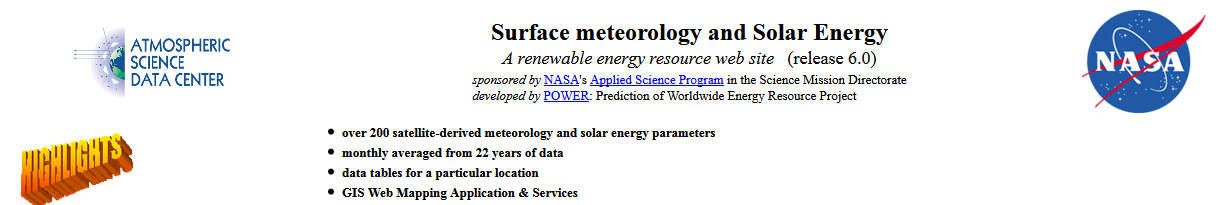 ATMOSPHERIC
SCIENCE
DATA CENTER
Surface meteorology and Solar Energy
A renewable energy resource web site (release 6.0)
sponsored by NASA's Applied Science Program in the Science Mission Directorate
developed by POWER: Prediction of Worldwide Energy Resource Project
NASA
HIGHLIGHTS
• over 200 satellite-derived meteorology and solar energy parameters
• monthly averaged from 22 years of data
• data tables for a particular location
• GIS Web Mapping Application & Services